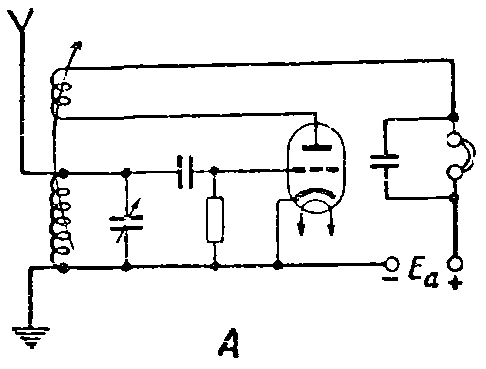 − Eₐ +
A